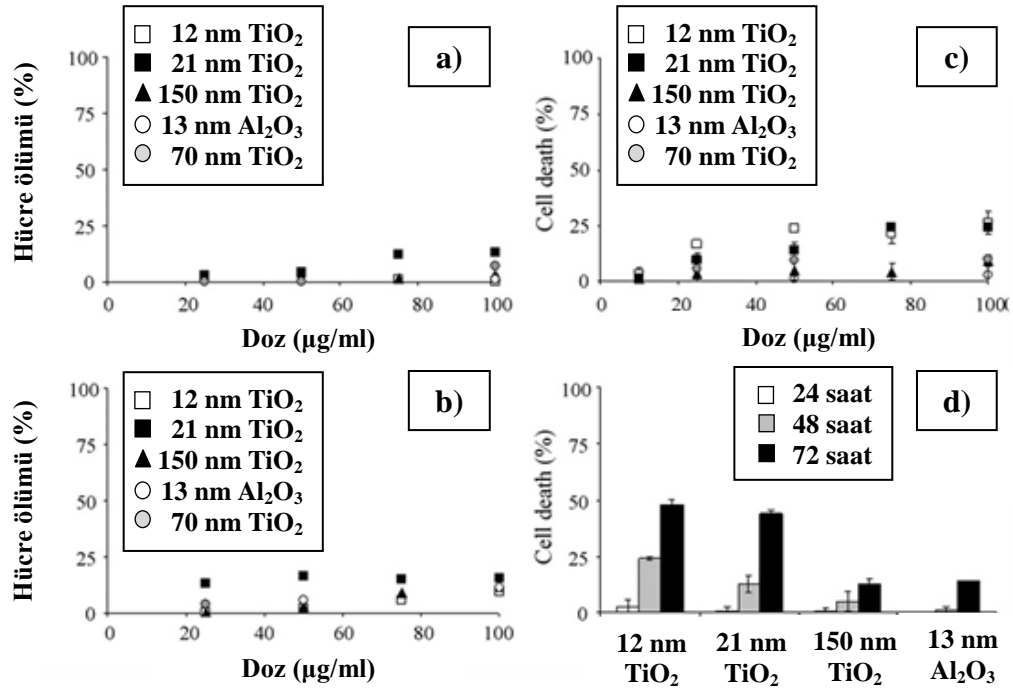 12 nm TiO₂
21 nm TiO₂
150 nm TiO₂
13 nm Al₂O₃
70 nm TiO₂
a)
Hücre ölümü (%)
100
75
50
25
0
0 20 40 60 80 100
Doz (µg/ml)
12 nm TiO₂
21 nm TiO₂
150 nm TiO₂
13 nm Al₂O₃
70 nm TiO₂
c)
Cell death (%)
100
75
50
25
0
0 20 40 60 80 100
Doz (µg/ml)
12 nm TiO₂
21 nm TiO₂
150 nm TiO₂
13 nm Al₂O₃
70 nm TiO₂
b)
Hücre ölümü (%)
100
75
50
25
0
0 20 40 60 80 100
Doz (µg/ml)
24 saat
48 saat
72 saat
d)
Cell death (%)
100
75
50
25
0
12 nm 21 nm 150 nm 13 nm
TiO₂ TiO₂ TiO₂ Al₂O₃